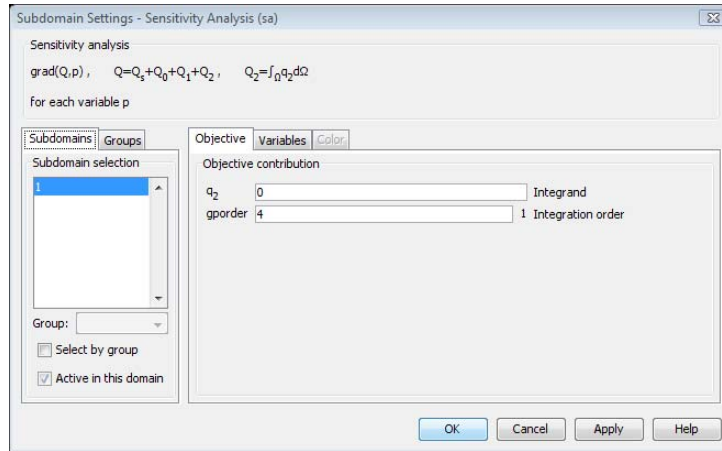 Subdomain Settings - Sensitivity Analysis (sa)
Sensitivity analysis
grad(Q,p) , Q=Qs+Q0+Q1+Q2 , Q2=∫Ωq2dΩ
for each variable p
Subdomains Groups
Subdomain selection
1
Group:
Select by group
Active in this domain
Objective Variables Color
Objective contribution
q2 0 Integrand
gporder 4 1 Integration order
OK Cancel Apply Help